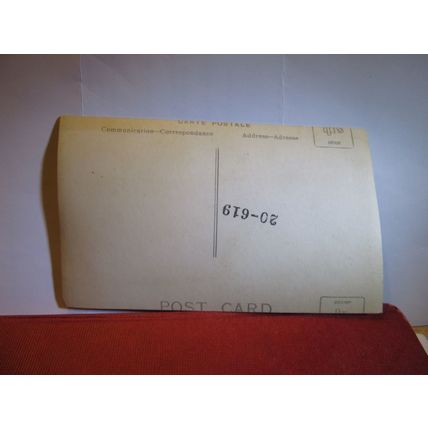 CARTE POSTALE
Communication—Correspondance
Address—Adresse
20-619
POST CARD